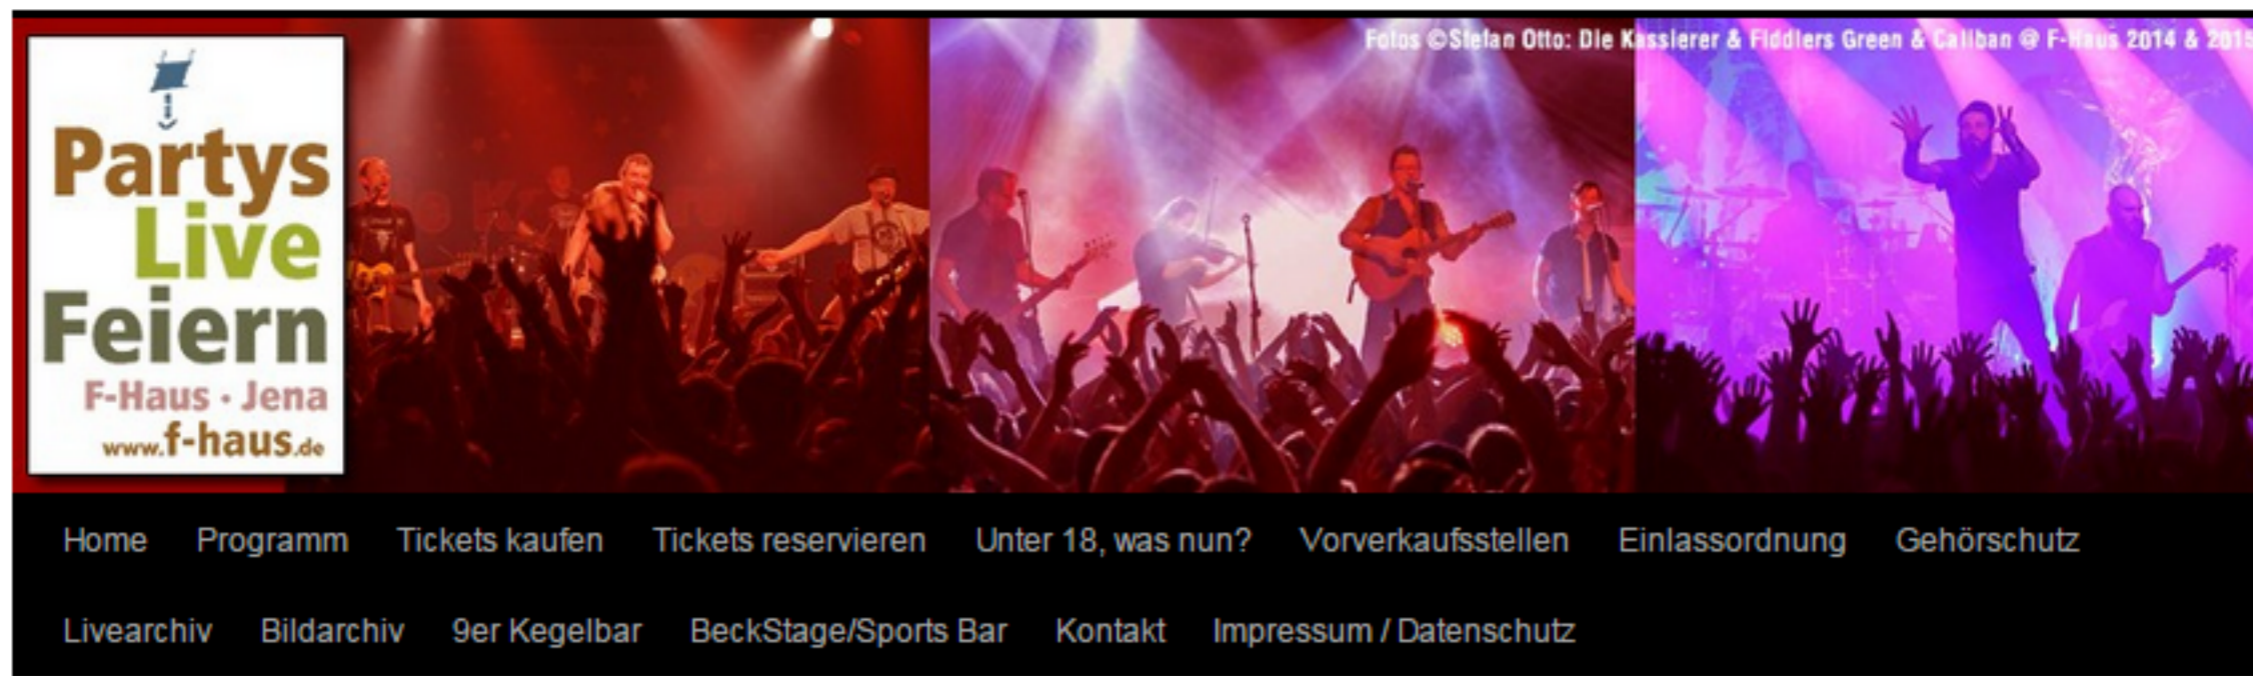 Fotos ©Stefan Otto: Die Kassierer & Fiddlers Green & Caliban @ F-Haus 2014 & 2015
Partys
Live
Feiern
F-Haus · Jena
www.f-haus.de
Home Programm Tickets kaufen Tickets reservieren Unter 18, was nun? Vorverkaufsstellen Einlassordnung Gehörschutz
Livearchiv Bildarchiv 9er Kegelbar BeckStage/Sports Bar Kontakt Impressum / Datenschutz